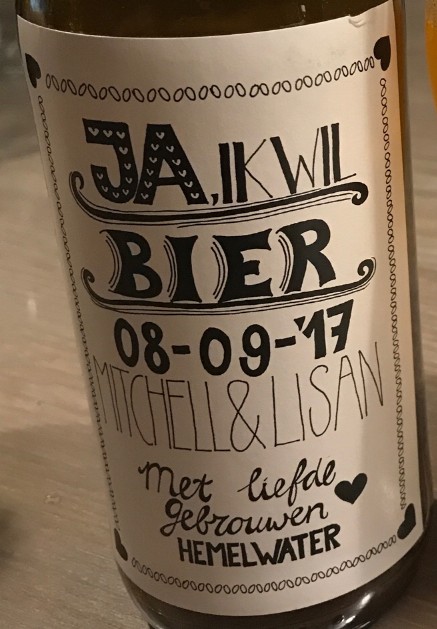 JA, IK WIL
BIER
08-09-'17
MITCHELL & LISAN
Met liefde
gebrouwen
HEMELWATER